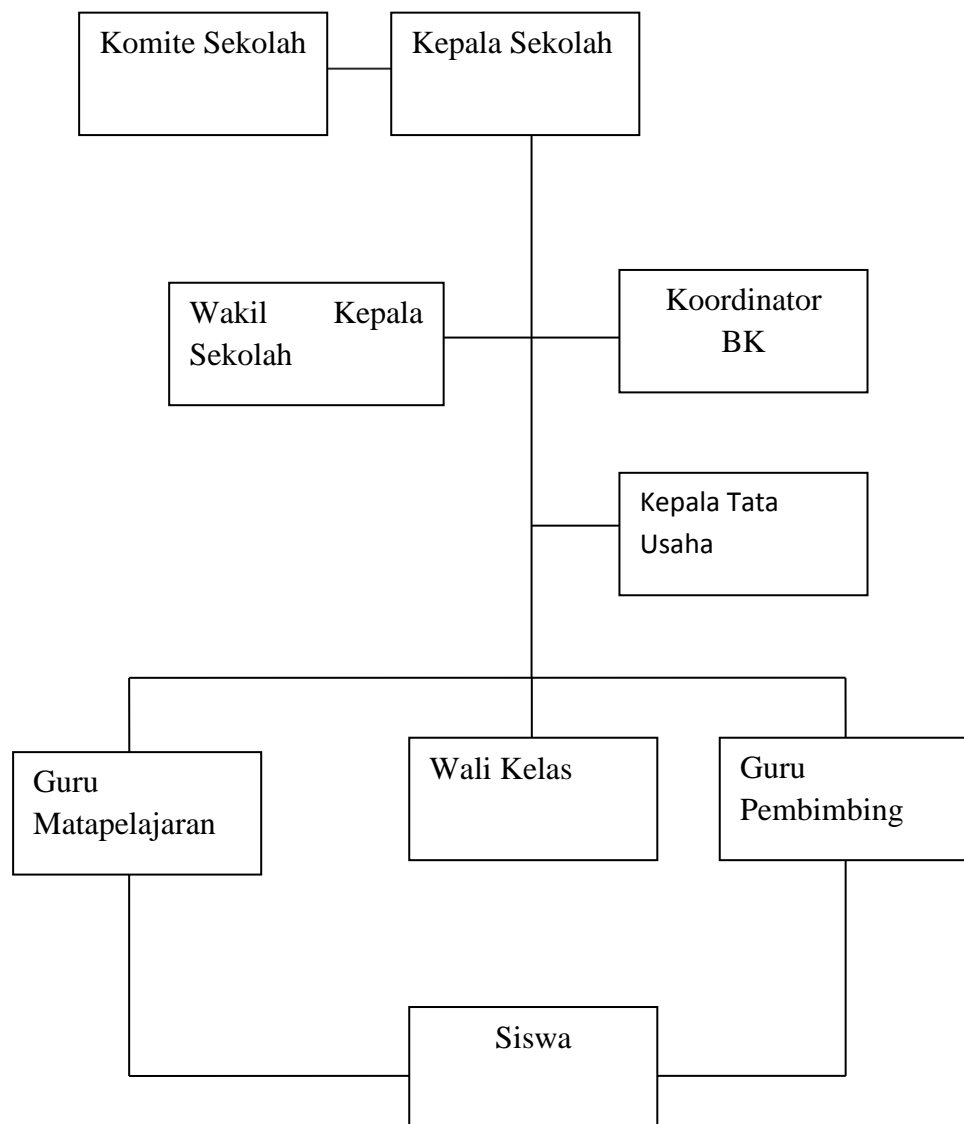 Komite Sekolah
Kepala Sekolah
Wakil Kepala
Sekolah
Koordinator
BK
Kepala Tata
Usaha
Guru
Matapelajaran
Wali Kelas
Guru
Pembimbing
Siswa